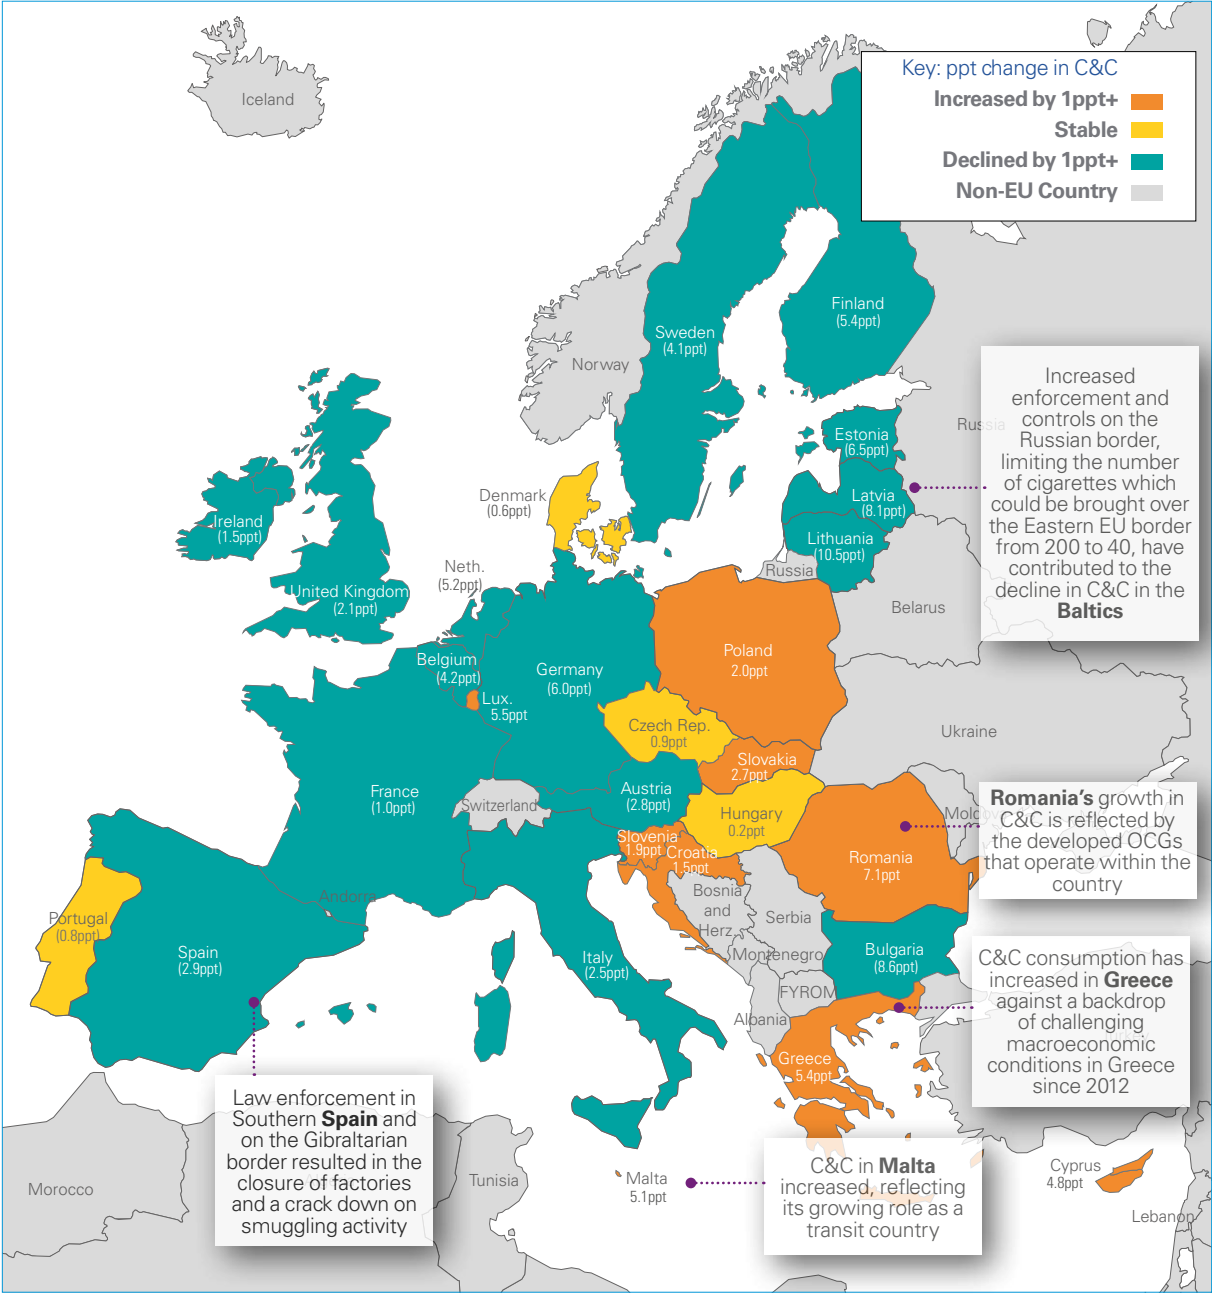 Iceland
Key: ppt change in C&C
Increased by 1ppt+
Stable
Declined by 1ppt+
Non-EU Country
Finland
(5.4ppt)
Sweden
(4.1ppt)
Norway
Russia
Increased
enforcement and
controls on the
Russian border,
limiting the number
of cigarettes which
could be brought over
the Eastern EU border
from 200 to 40, have
contributed to the
decline in C&C in the
Baltics
Estonia
(6.5ppt)
Latvia
(8.1ppt)
Lithuania
(10.5ppt)
Russia
Belarus
Denmark
(0.6ppt)
Ireland
(1.5ppt)
United Kingdom
(2.1ppt)
Neth.
(5.2ppt)
Belgium
(4.2ppt)
Lux.
5.5ppt
Germany
(6.0ppt)
Poland
2.0ppt
Czech Rep.
0.9ppt
Slovakia
2.7ppt
Ukraine
France
(1.0ppt)
Switzerland
Austria
(2.8ppt)
Hungary
0.2ppt
Slovenia
1.9ppt
Croatia
1.5ppt
Romania
7.1ppt
Romania's growth in
C&C is reflected by
the developed OCGs
that operate within the
country
Andorra
Portugal
(0.8ppt)
Spain
(2.9ppt)
Italy
(2.5ppt)
Bosnia
and
Herz.
Serbia
Montenegro
FYROM
Albania
Bulgaria
(8.6ppt)
C&C consumption has
increased in Greece
against a backdrop
of challenging
macroeconomic
conditions in Greece
since 2012
Greece
5.4ppt
Law enforcement in
Southern Spain and
on the Gibraltarian
border resulted in the
closure of factories
and a crack down on
smuggling activity
Morocco
Tunisia
Malta
5.1ppt
C&C in Malta
increased, reflecting
its growing role as a
transit country
Cyprus
4.8ppt
Lebanon